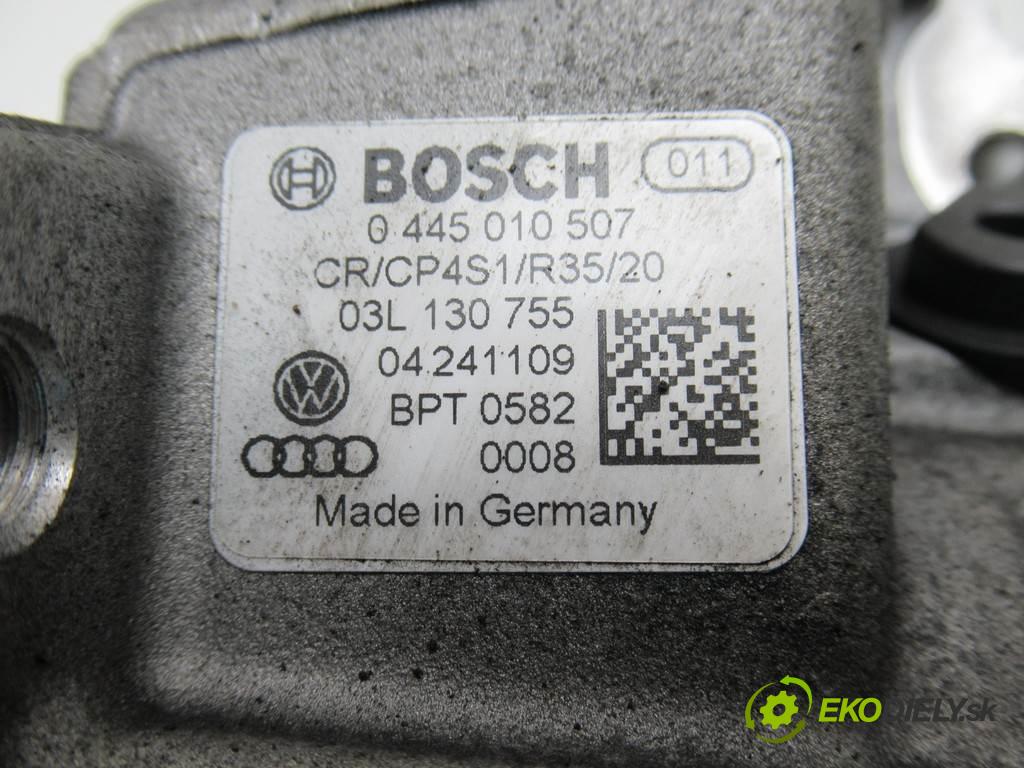 BOSCH 011
0 445 010 507
CR/CP4S1/R35/20
03L 130 755
04241109
BPT 0582
0008
Made in Germany
EKODIELY.sk